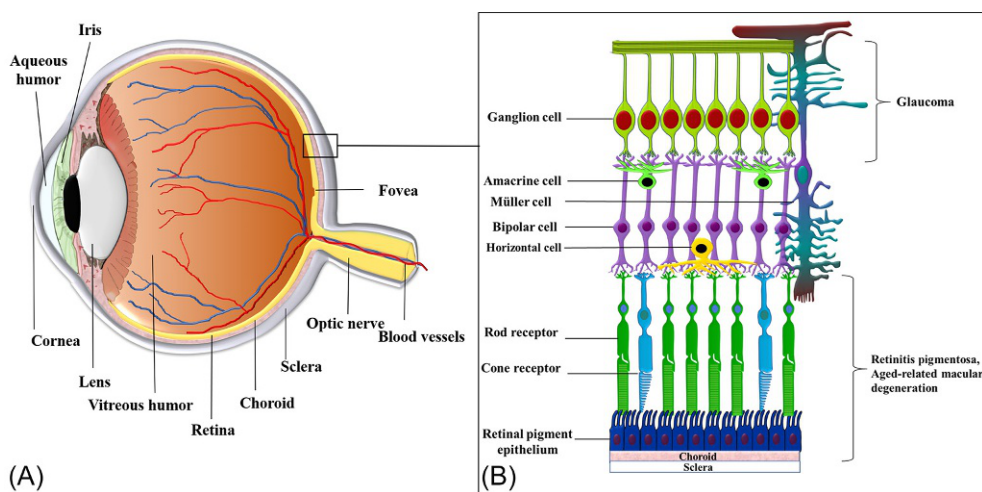 (A)
Iris
Aqueous
humor
Fovea
Optic nerve
Blood vessels
Cornea
Sclera
Lens
Vitreous humor
Choroid
Retina
(B)
Ganglion cell
Glaucoma
Amacrine cell
Müller cell
Bipolar cell
Horizontal cell
Rod receptor
Cone receptor
Retinitis pigmentosa,
Aged-related macular
degeneration
Retinal pigment
epithelium
Choroid
Sclera